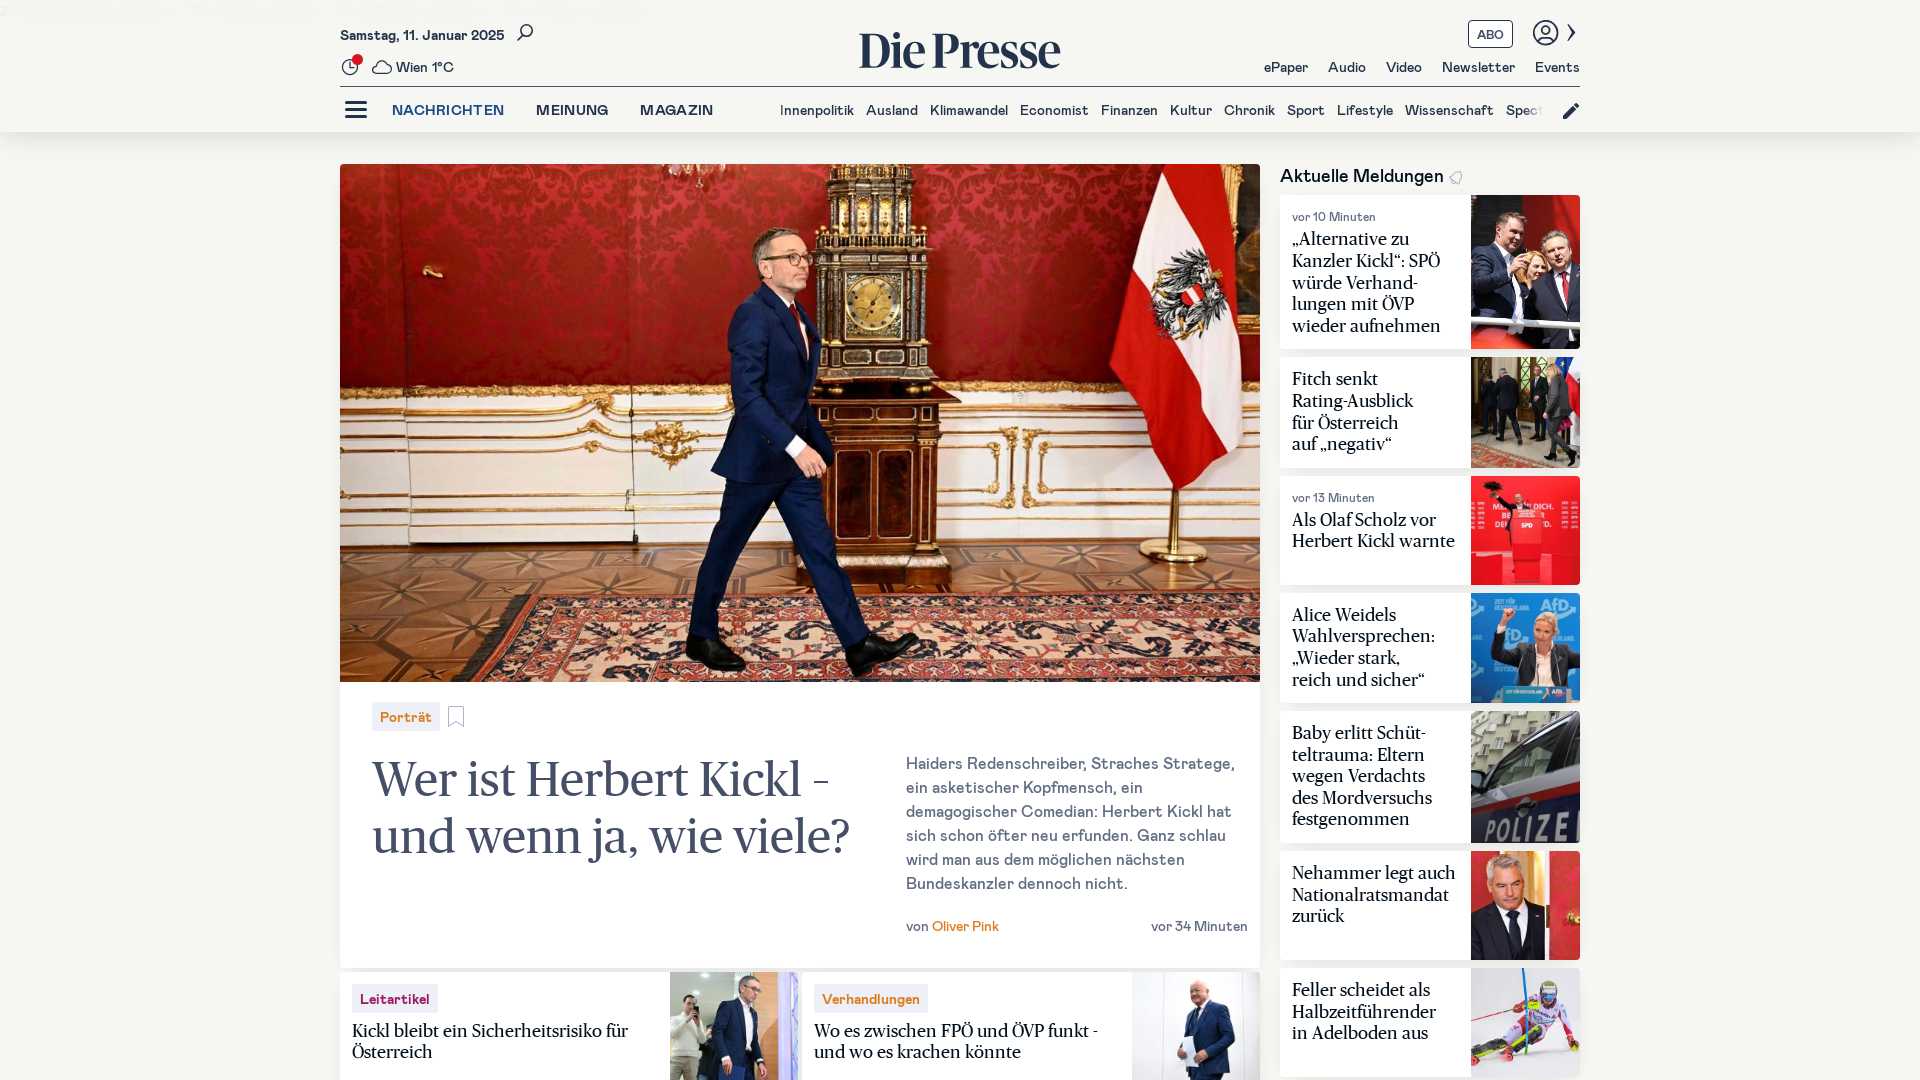 Samstag, 11. Januar 2025
Wien 1°C
Die Presse
ABO
ePaper Audio Video Newsletter Events
NACHRICHTEN MEINUNG MAGAZIN
Innenpolitik Ausland Klimawandel Economist Finanzen Kultur Chronik Sport Lifestyle Wissenschaft Spect
Porträt
Wer ist Herbert Kickl –
und wenn ja, wie viele?
Haiders Redenschreiber, Straches Stratege,
ein asketischer Kopfmensch, ein
demagogischer Comedian: Herbert Kickl hat
sich schon öfter neu erfunden. Ganz schlau
wird man aus dem möglichen nächsten
Bundeskanzler dennoch nicht.
von Oliver Pink
vor 34 Minuten
Leitartikel
Kickl bleibt ein Sicherheitsrisiko für
Österreich
Verhandlungen
Wo es zwischen FPÖ und ÖVP funkt -
und wo es krachen könnte
Aktuelle Meldungen
vor 10 Minuten
„Alternative zu
Kanzler Kickl“: SPÖ
würde Verhand-
lungen mit ÖVP
wieder aufnehmen
Fitch senkt
Rating-Ausblick
für Österreich
auf „negativ“
vor 13 Minuten
Als Olaf Scholz vor
Herbert Kickl warnte
SPD
Alice Weidels
Wahlversprechen:
„Wieder stark,
reich und sicher“
AfD
Baby erlitt Schüt-
teltrauma: Eltern
wegen Verdachts
des Mordversuchs
festgenommen
POLIZEI
Nehammer legt auch
Nationalratsmandat
zurück
Feller scheidet als
Halbzeitführender
in Adelboden aus